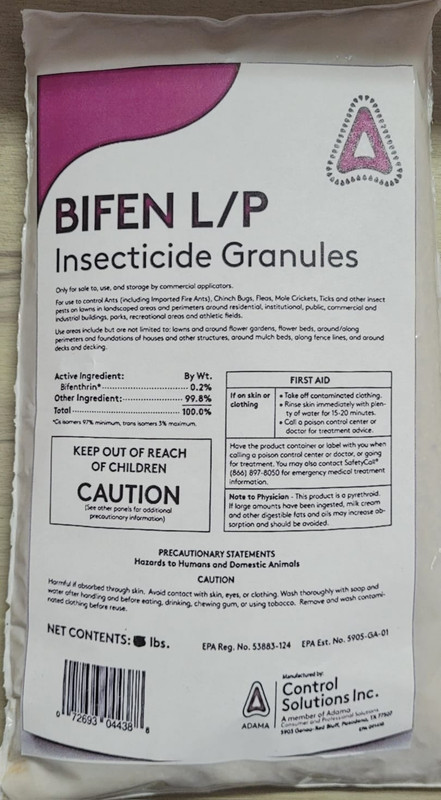 BIFEN L/P
Insecticide Granules
Only for sale to, use, and storage by commercial applicators.
For use to control Ants (including Imported Fire Ants), Chinch Bugs, Fleas, Mole Crickets, Ticks and other insect
pests on lawns in landscaped areas and perimeters around residential, institutional, public, commercial and
industrial buildings, parks, recreational areas and athletic fields.
Use areas include but are not limited to: lawns and around flower gardens, flower beds, around/along
perimeters and foundations of houses and other structures, around mulch beds, along fence lines, and around
decks and decking.
Active Ingredient: By Wt.
Bifenthrin* 0.2%
Other Ingredient: 99.8%
Total 100.0%
*Cis isomers 97% minimum, trans isomers 3% maximum.
KEEP OUT OF REACH
OF CHILDREN
CAUTION
(See other panels for additional
precautionary information)
FIRST AID
If on skin or
clothing
• Take off contaminated clothing.
• Rinse skin immediately with plen-
ty of water for 15-20 minutes.
• Call a poison control center or
doctor for treatment advice.
Have the product container or label with you when
calling a poison control center or doctor, or going
for treatment. You may also contact SafetyCall®
(866) 897-8050 for emergency medical treatment
information.
Note to Physician - This product is a pyrethroid.
If large amounts have been ingested, milk cream
and other digestible fats and oils may increase ab-
sorption and should be avoided.
PRECAUTIONARY STATEMENTS
Hazards to Humans and Domestic Animals
CAUTION
Harmful if absorbed through skin. Avoid contact with skin, eyes, or clothing. Wash thoroughly with soap and
water after handling and before eating, drinking, chewing gum, or using tobacco. Remove and wash contami-
nated clothing before reuse.
NET CONTENTS: lbs.
EPA Reg. No. 53883-124 EPA Est. No. 5905-GA-01
0 72693 04438 6
ADAMA
Manufactured by:
Control
Solutions Inc.
A member of Adama
Consumer and Professional Solutions
5903 Genoa-Red Bluff, Pasadena, TX 77507